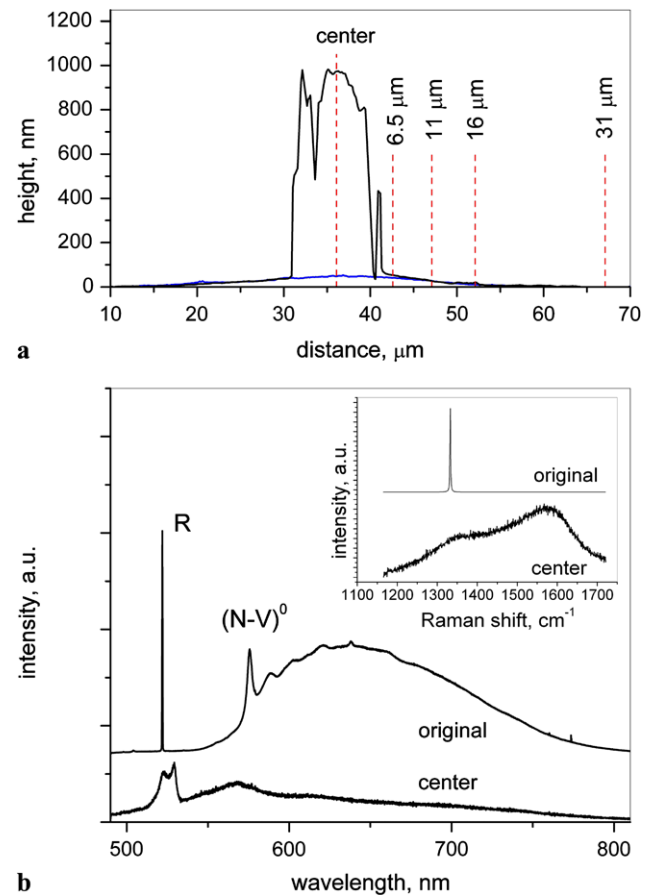 1200
1000
800
600
400
200
0
height, nm
center
6.5 μm
11 μm
16 μm
31 μm
10 20 30 40 50 60 70
distance, μm
a
intensity, a.u.
R
(N-V)⁰
original
center
intensity, a.u.
original
center
1100 1200 1300 1400 1500 1600 1700
Raman shift, cm⁻¹
500 600 700 800
wavelength, nm
b